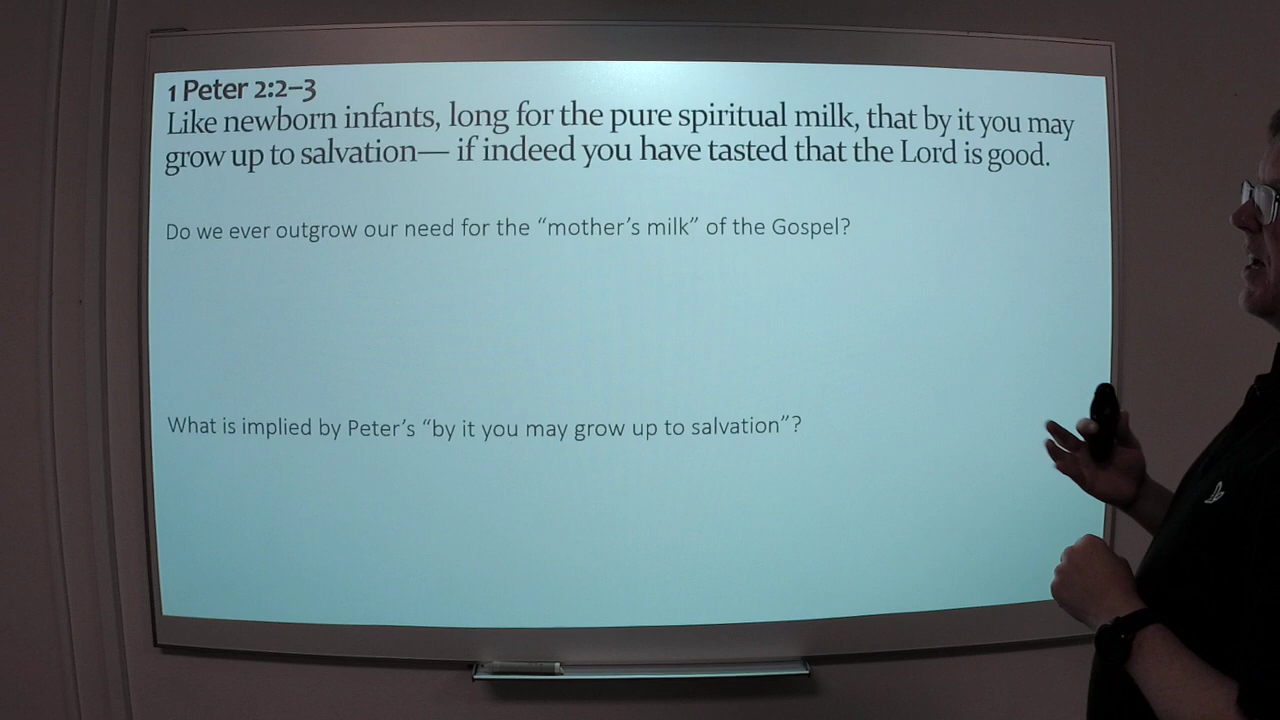 1 Peter 2:2–3
Like newborn infants, long for the pure spiritual milk, that by it you may
grow up to salvation— if indeed you have tasted that the Lord is good.
Do we ever outgrow our need for the “mother’s milk” of the Gospel?
What is implied by Peter’s “by it you may grow up to salvation”?